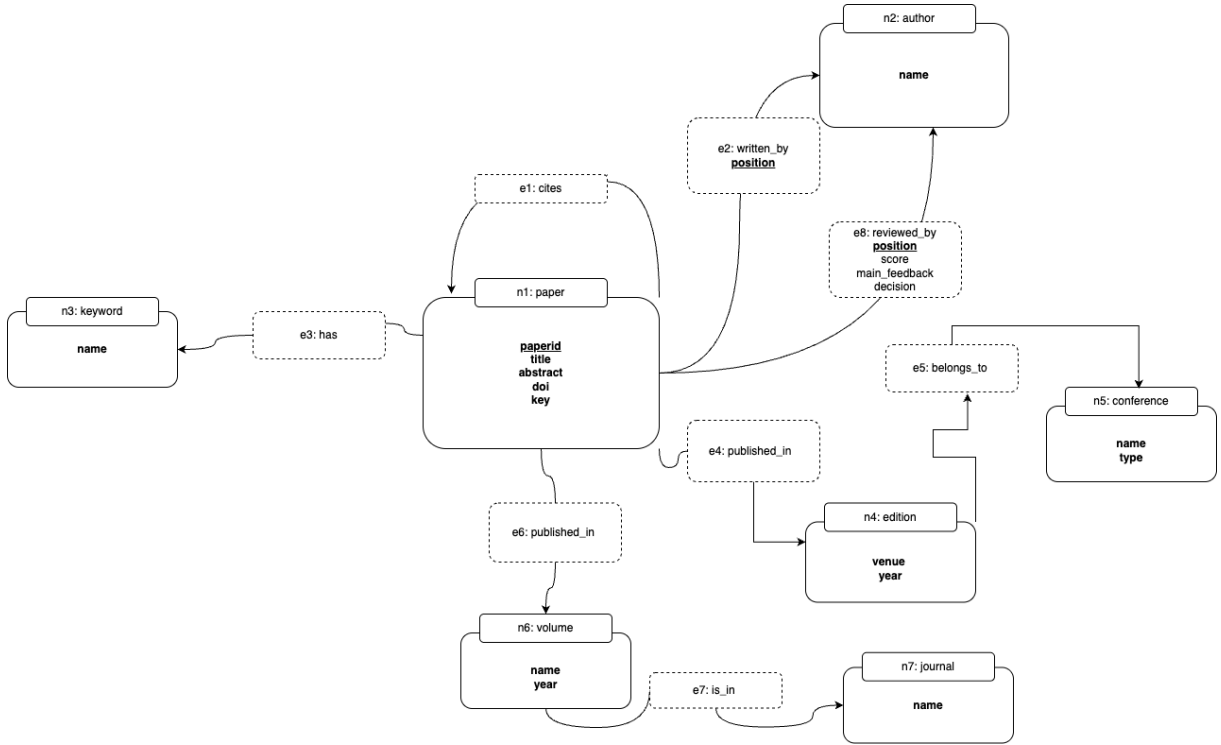 n2: author
name
e2: written_by
position
e1: cites
e8: reviewed_by
position
score
main_feedback
decision
n1: paper
paperid
title
abstract
doi
key
n3: keyword
name
e3: has
e5: belongs_to
n5: conference
name
type
e4: published_in
n4: edition
venue
year
e6: published_in
n6: volume
name
year
e7: is_in
n7: journal
name